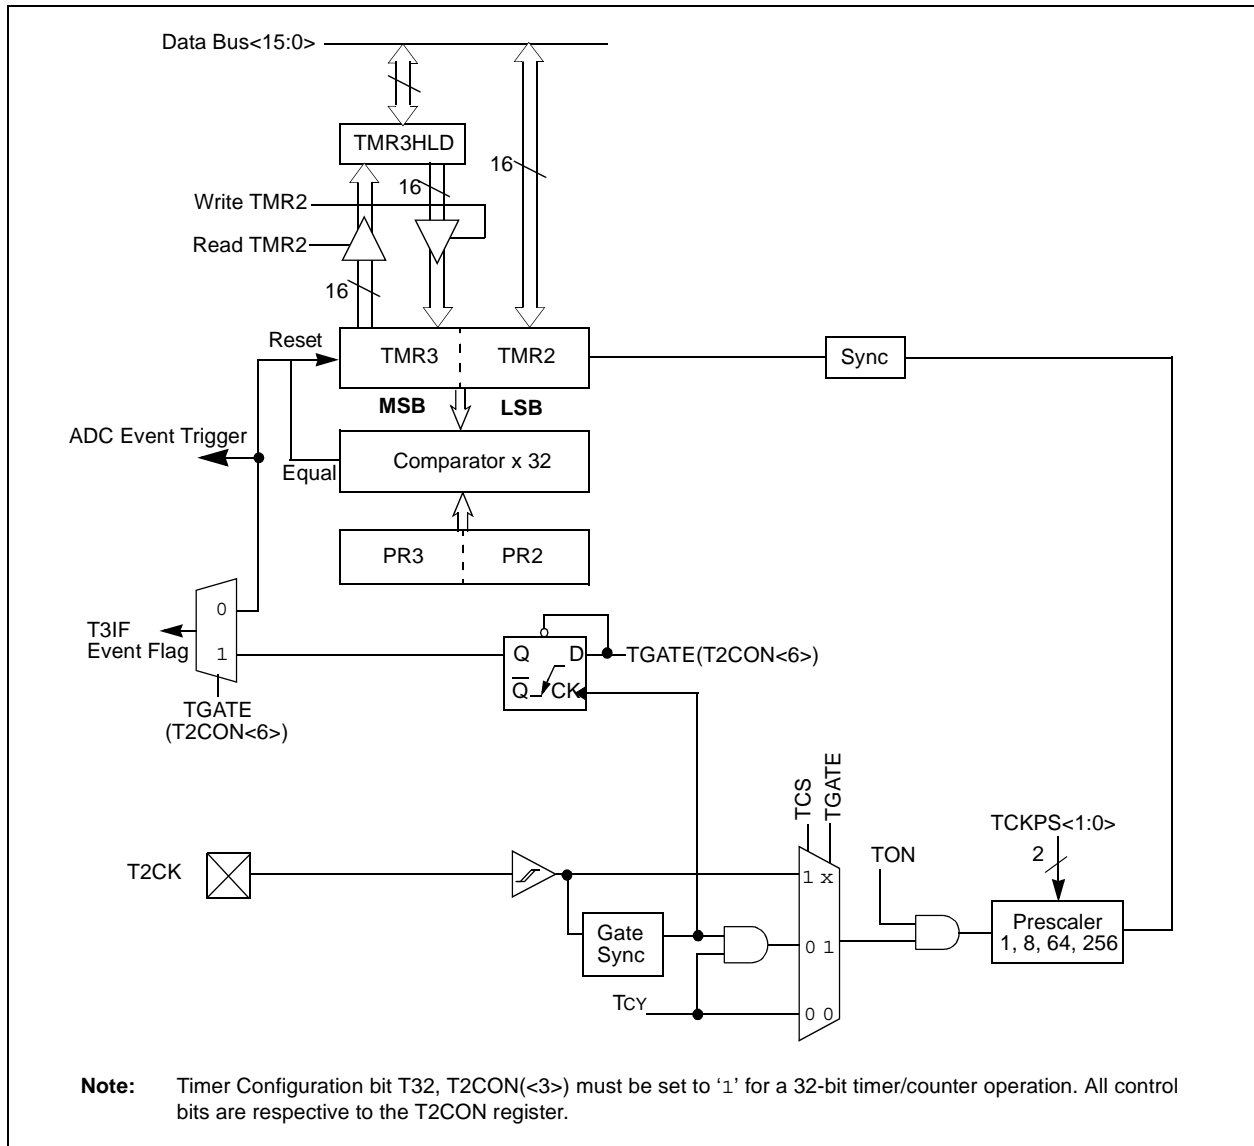 Data Bus<15:0>
TMR3HLD
16
16
Write TMR2
Read TMR2
16
Reset
TMR3
TMR2
Sync
MSB
LSB
ADC Event Trigger
Equal
Comparator x 32
PR3
PR2
0
T3IF
Event Flag
1
Q
D
TGATE(T2CON<6>)
Q
CK
TGATE
(T2CON<6>)
TCS
TGATE
TCKPS<1:0>
2
TON
T2CK
1 x
Prescaler
1, 8, 64, 256
Gate
Sync
0 1
TCY
0 0
Note: Timer Configuration bit T32, T2CON(<3>) must be set to ‘1’ for a 32-bit timer/counter operation. All control
bits are respective to the T2CON register.